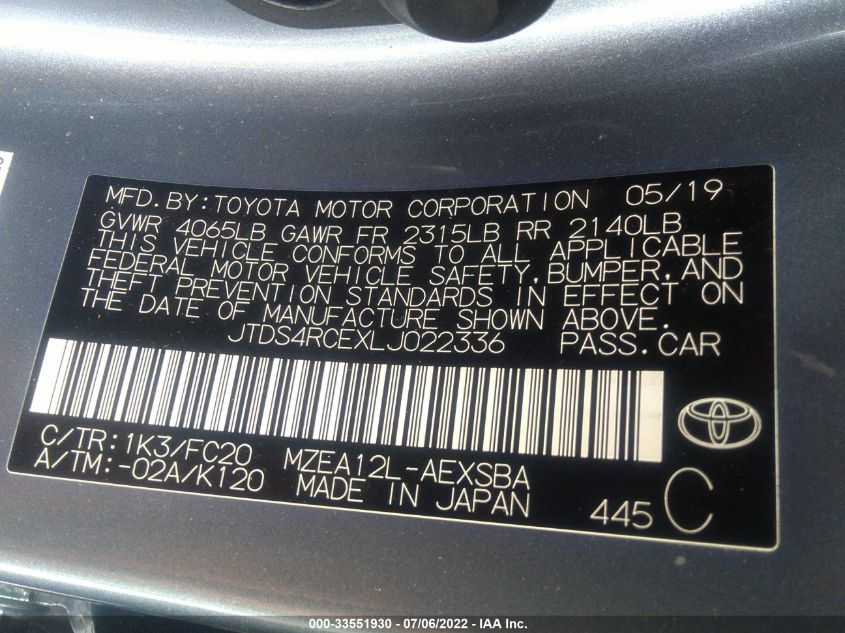 MFD. BY: TOYOTA MOTOR CORPORATION 05/19
GVWR 4065LB GAWR FR 2315LB RR 2140LB
THIS VEHICLE CONFORMS TO ALL APPLICABLE
FEDERAL MOTOR VEHICLE SAFETY, BUMPER, AND
THEFT PREVENTION STANDARDS IN EFFECT ON
THE DATE OF MANUFACTURE SHOWN ABOVE.
JTDS4RCEXLJ022336 PASS. CAR
C/TR: 1K3/FC20 MZEA12L-AEXSBA
A/TM: -02A/K120 MADE IN JAPAN
445 C
000-33551930 - 07/06/2022 - IAA Inc.